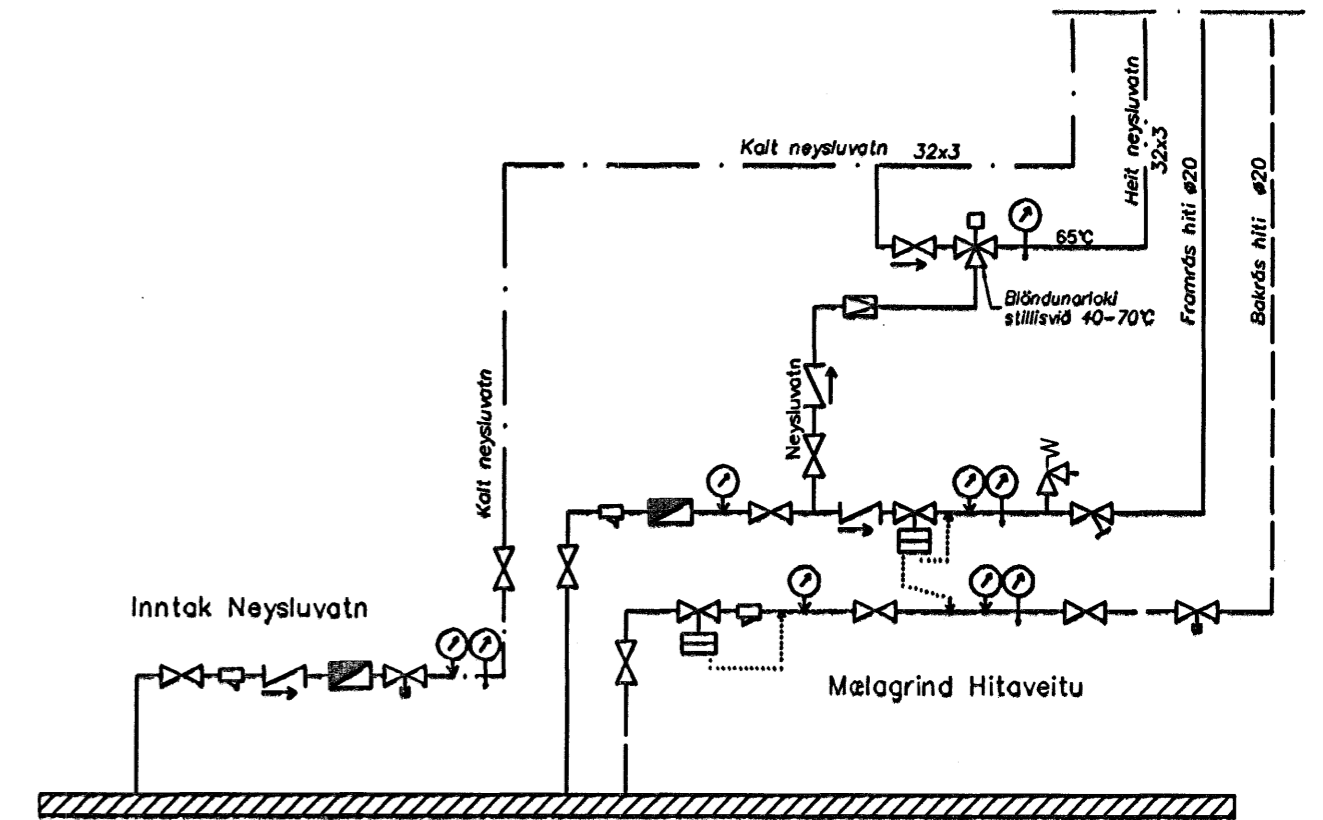 Kalt neysluvatn 32x3
Heit neysluvatn
32x3
Framrás hiti ø20
Bakrás hiti ø20
65°C
Blöndunarloki
stillisvið 40-70°C
Neysluvatn
Kalt neysluvatn
Inntak Neysluvatn
Mælagrind Hitaveitu